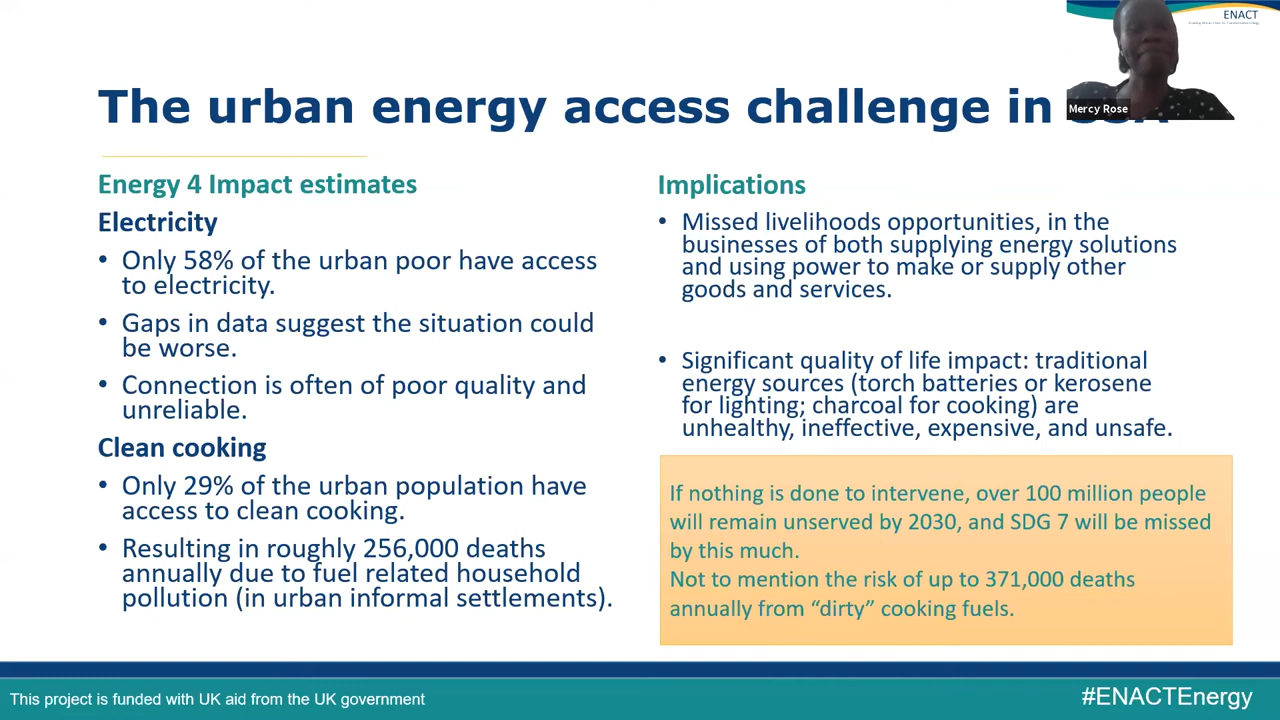 ENACT
Mercy Rose
The urban energy access challenge in
Energy 4 Impact estimates
Electricity
• Only 58% of the urban poor have access
to electricity.
• Gaps in data suggest the situation could
be worse.
• Connection is often of poor quality and
unreliable.
Clean cooking
• Only 29% of the urban population have
access to clean cooking.
• Resulting in roughly 256,000 deaths
annually due to fuel related household
pollution (in urban informal settlements).
Implications
• Missed livelihoods opportunities, in the
businesses of both supplying energy solutions
and using power to make or supply other
goods and services.
• Significant quality of life impact: traditional
energy sources (torch batteries or kerosene
for lighting; charcoal for cooking) are
unhealthy, ineffective, expensive, and unsafe.
If nothing is done to intervene, over 100 million people
will remain unserved by 2030, and SDG 7 will be missed
by this much.
Not to mention the risk of up to 371,000 deaths
annually from “dirty” cooking fuels.
This project is funded with UK aid from the UK government
#ENACTEnergy